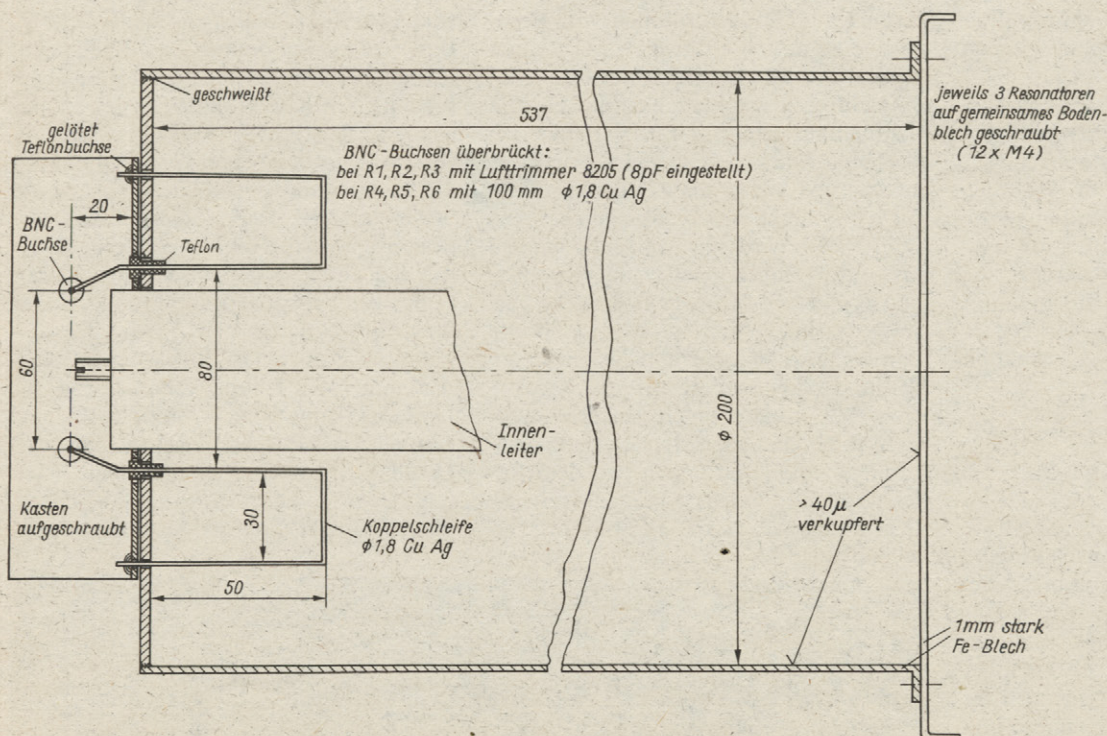 geschweißt
537
jeweils 3 Resonatoren
auf gemeinsames Boden-
blech geschraubt
(12 x M4)
gelötet
Teflonbuchse
BNC-Buchsen überbrückt:
bei R1, R2, R3 mit Lufttrimmer 8205 (8pF eingestellt)
bei R4, R5, R6 mit 100 mm ϕ1,8 Cu Ag
20
BNC-
Buchse
Teflon
60
80
ϕ 200
Innen-
leiter
> 40µ
verkupfert
Kasten
aufgeschraubt
30
Koppelschleife
ϕ1,8 Cu Ag
50
1mm stark
Fe-Blech